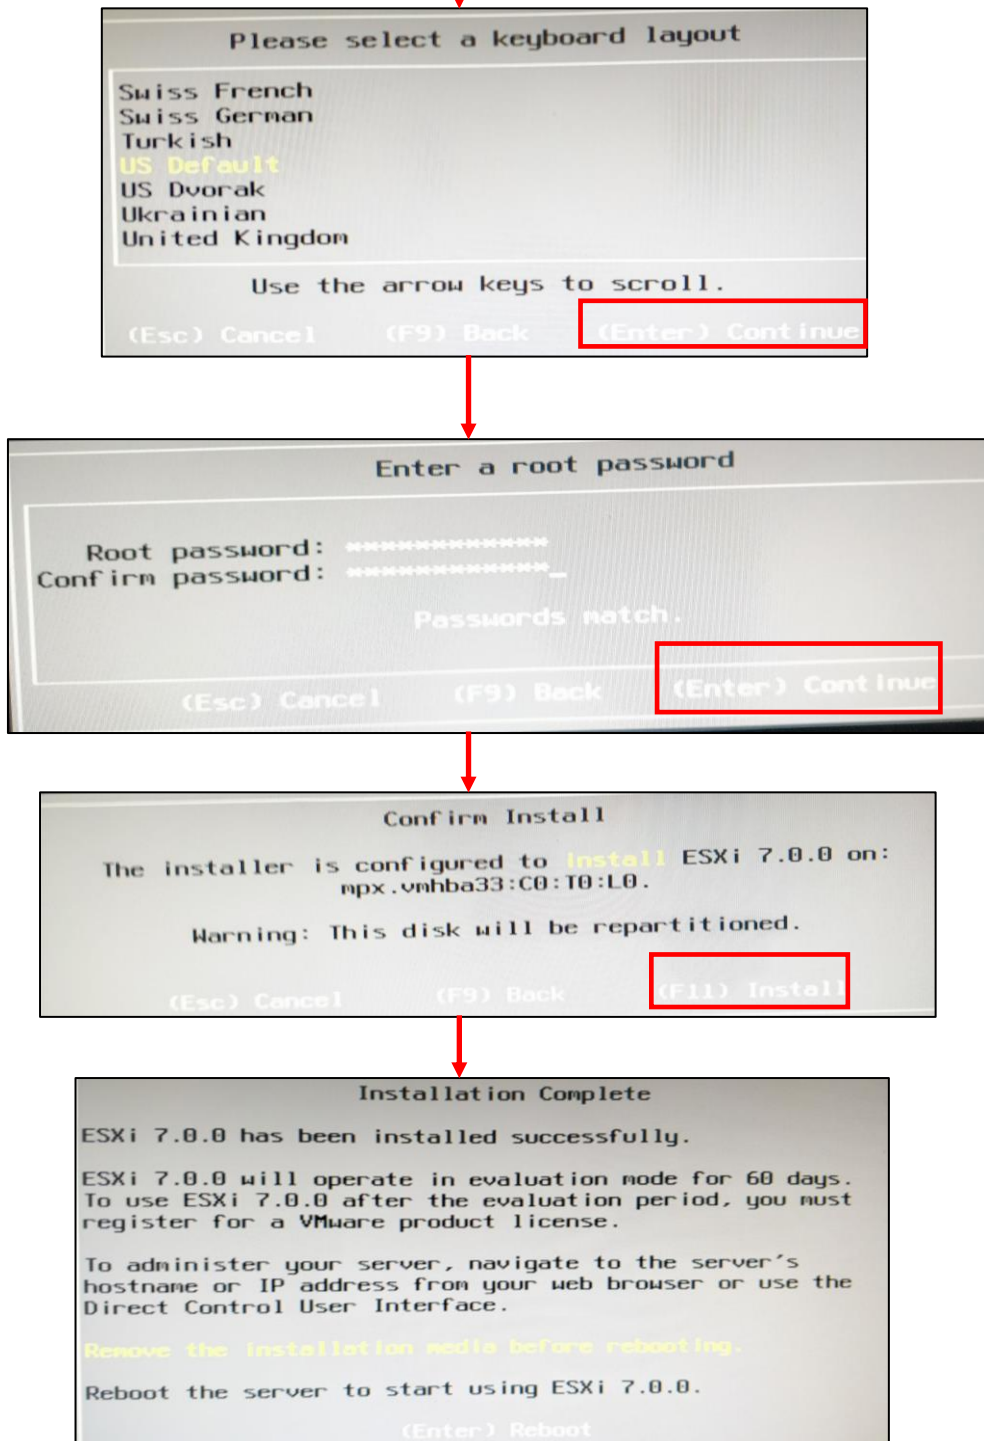 Please select a keyboard layout
Swiss French
Swiss German
Turkish
US Default
US Dvorak
Ukrainian
United Kingdom
Use the arrow keys to scroll.
(Esc) Cancel (F9) Back (Enter) Continue
Enter a root password
Root password: *************
Confirm password: *************_
Passwords match.
(Esc) Cancel (F9) Back (Enter) Continue
Confirm Install
The installer is configured to install ESXi 7.0.0 on:
mpx.vmhba33:C0:T0:L0.
Warning: This disk will be repartitioned.
(Esc) Cancel (F9) Back (F11) Install
Installation Complete
ESXi 7.0.0 has been installed successfully.
ESXi 7.0.0 will operate in evaluation mode for 60 days.
To use ESXi 7.0.0 after the evaluation period, you must
register for a VMware product license.
To administer your server, navigate to the server's
hostname or IP address from your web browser or use the
Direct Control User Interface.
Remove the installation media before rebooting.
Reboot the server to start using ESXi 7.0.0.
(Enter) Reboot